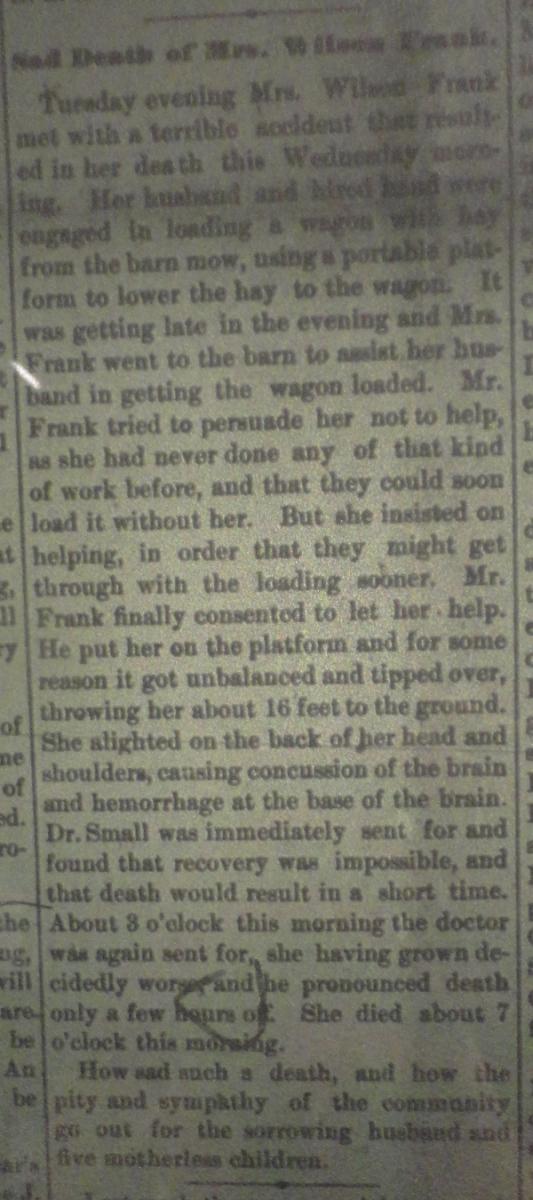 Sad Death of Mrs. Wilson Frank.
Tuesday evening Mrs. Wilson Frank
met with a terrible accident that result-
ed in her death this Wednesday morn-
ing. Her husband and hired hand were
engaged in loading a wagon with hay
from the barn mow, using a portable plat-
form to lower the hay to the wagon. It
was getting late in the evening and Mrs.
Frank went to the barn to assist her hus-
band in getting the wagon loaded. Mr.
Frank tried to persuade her not to help,
as she had never done any of that kind
of work before, and that they could soon
load it without her. But she insisted on
helping, in order that they might get
through with the loading sooner. Mr.
Frank finally consented to let her help.
He put her on the platform and for some
reason it got unbalanced and tipped over,
throwing her about 16 feet to the ground.
She alighted on the back of her head and
shoulders, causing concussion of the brain
and hemorrhage at the base of the brain.
Dr. Small was immediately sent for and
found that recovery was impossible, and
that death would result in a short time.
About 3 o'clock this morning the doctor
was again sent for, she having grown de-
cidedly worse, and he pronounced death
only a few hours off. She died about 7
o'clock this morning.
How sad such a death, and how the
pity and sympathy of the community
go out for the sorrowing husband and
five motherless children.